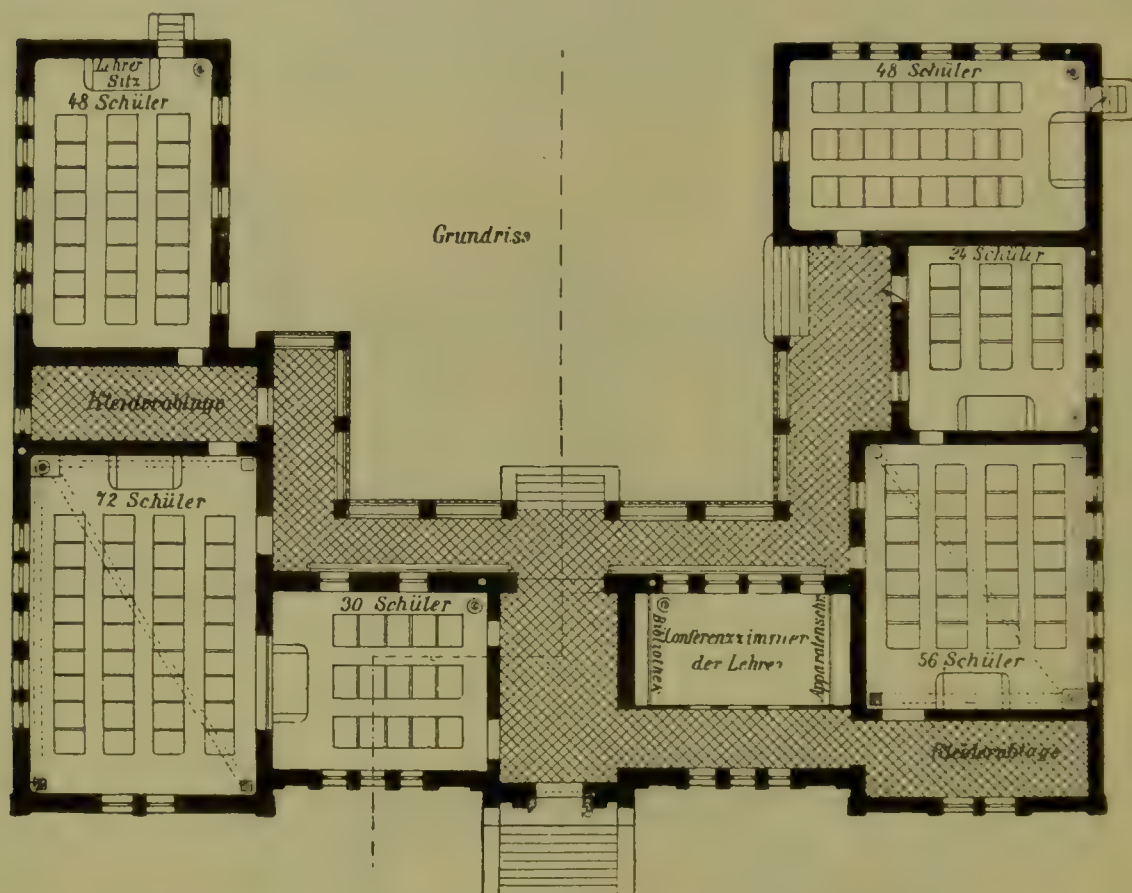 Lehrer
Sitz
48 Schüler
48 Schüler
Grundriss
24 Schüler
Kleiderablage
72 Schüler
30 Schüler
Bibliothek
Konferenzzimmer
der Lehrer
Apparatenschr.
56 Schüler
Kleiderablage